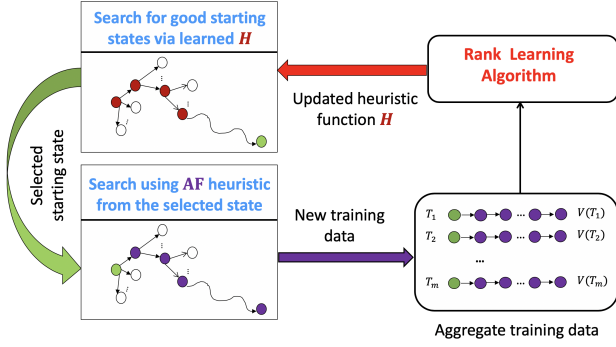 Search for good starting
states via learned H
Rank Learning
Algorithm
Updated heuristic
function H
Selected
starting state
Search using AF heuristic
from the selected state
New training
data
T₁ ... V(T₁)
T₂ ... V(T₂)
...
Tₘ ... V(Tₘ)
Aggregate training data